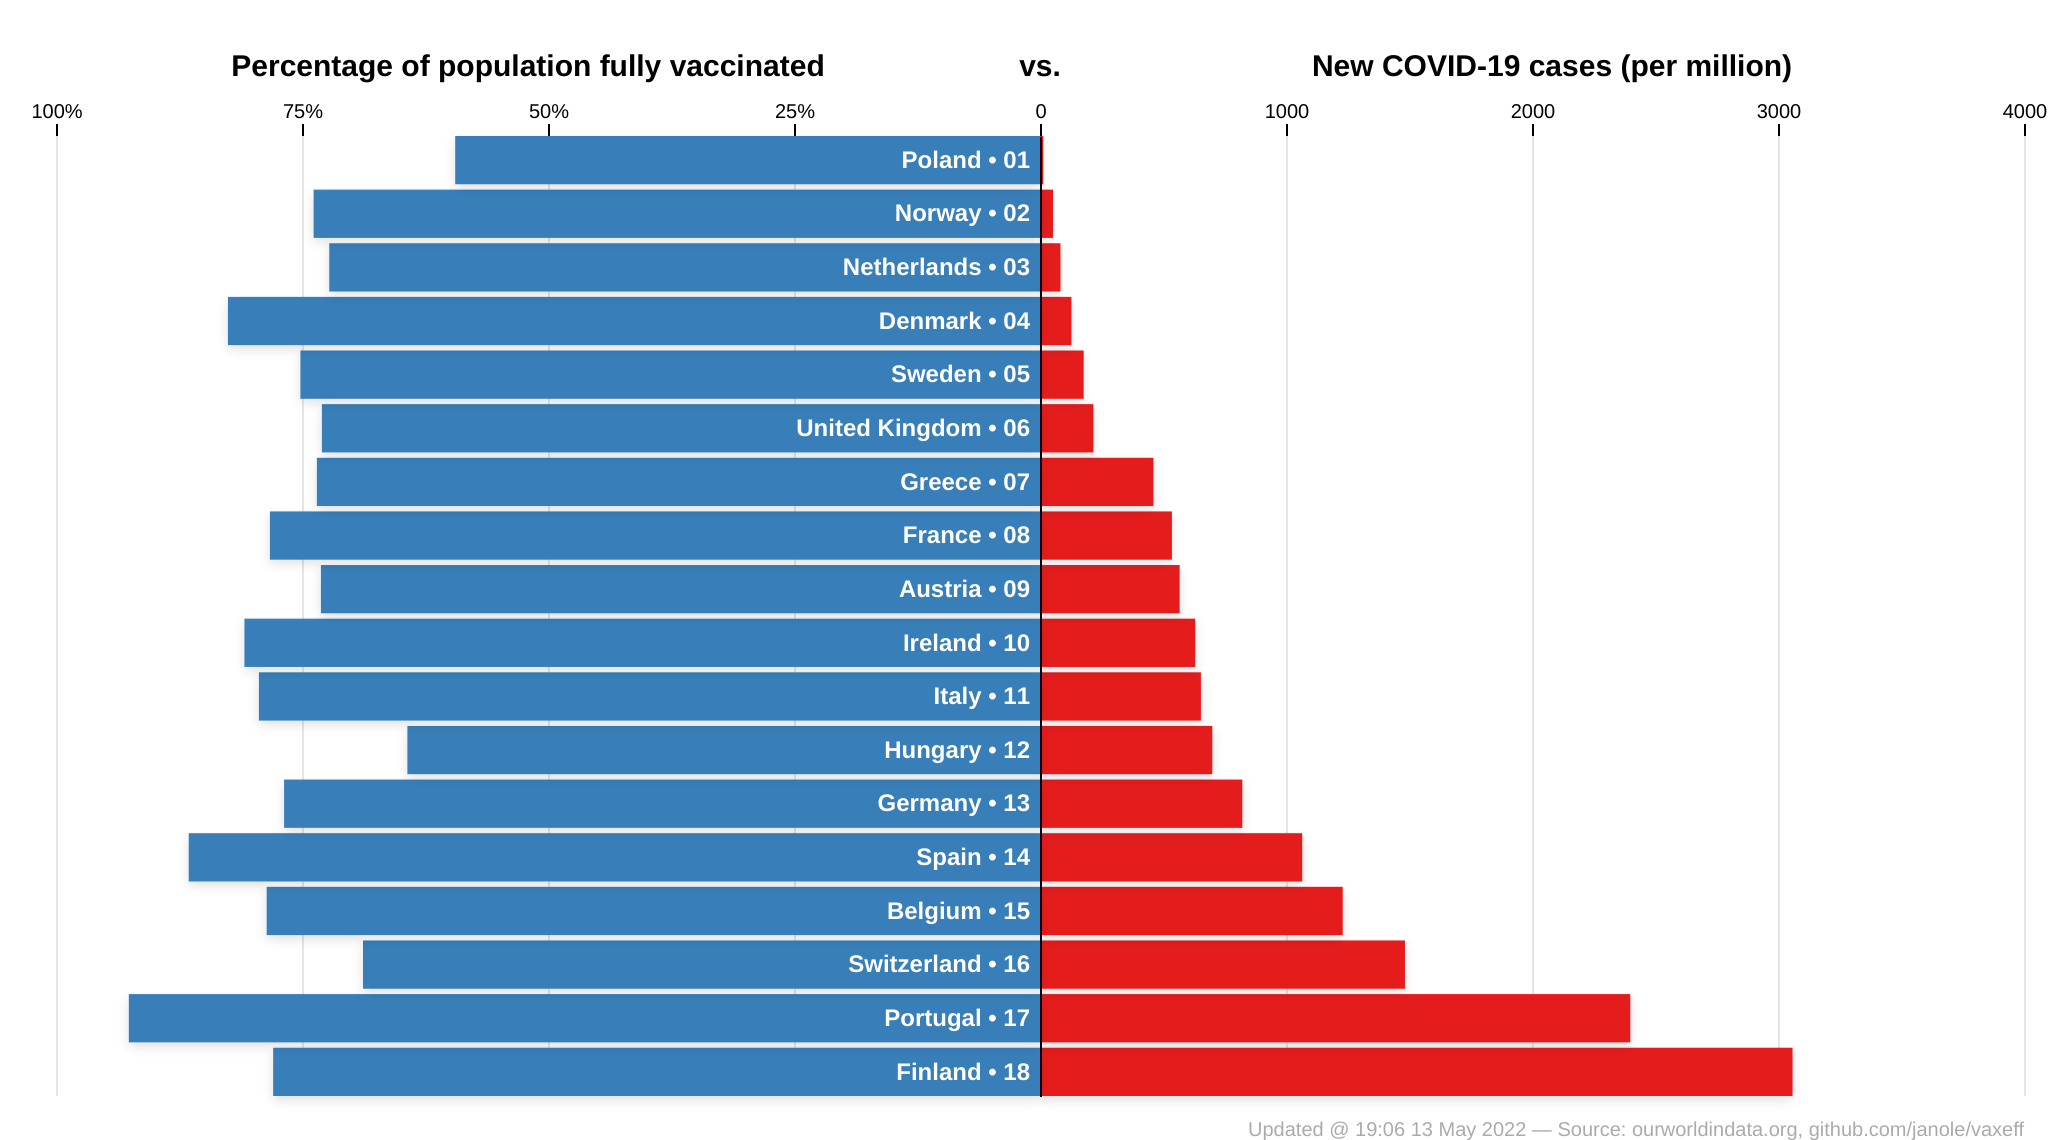 Percentage of population fully vaccinated vs. New COVID-19 cases (per million)
100% 75% 50% 25% 0 1000 2000 3000 4000
Poland • 01
Norway • 02
Netherlands • 03
Denmark • 04
Sweden • 05
United Kingdom • 06
Greece • 07
France • 08
Austria • 09
Ireland • 10
Italy • 11
Hungary • 12
Germany • 13
Spain • 14
Belgium • 15
Switzerland • 16
Portugal • 17
Finland • 18
Updated @ 19:06 13 May 2022 — Source: ourworldindata.org, github.com/janole/vaxeff